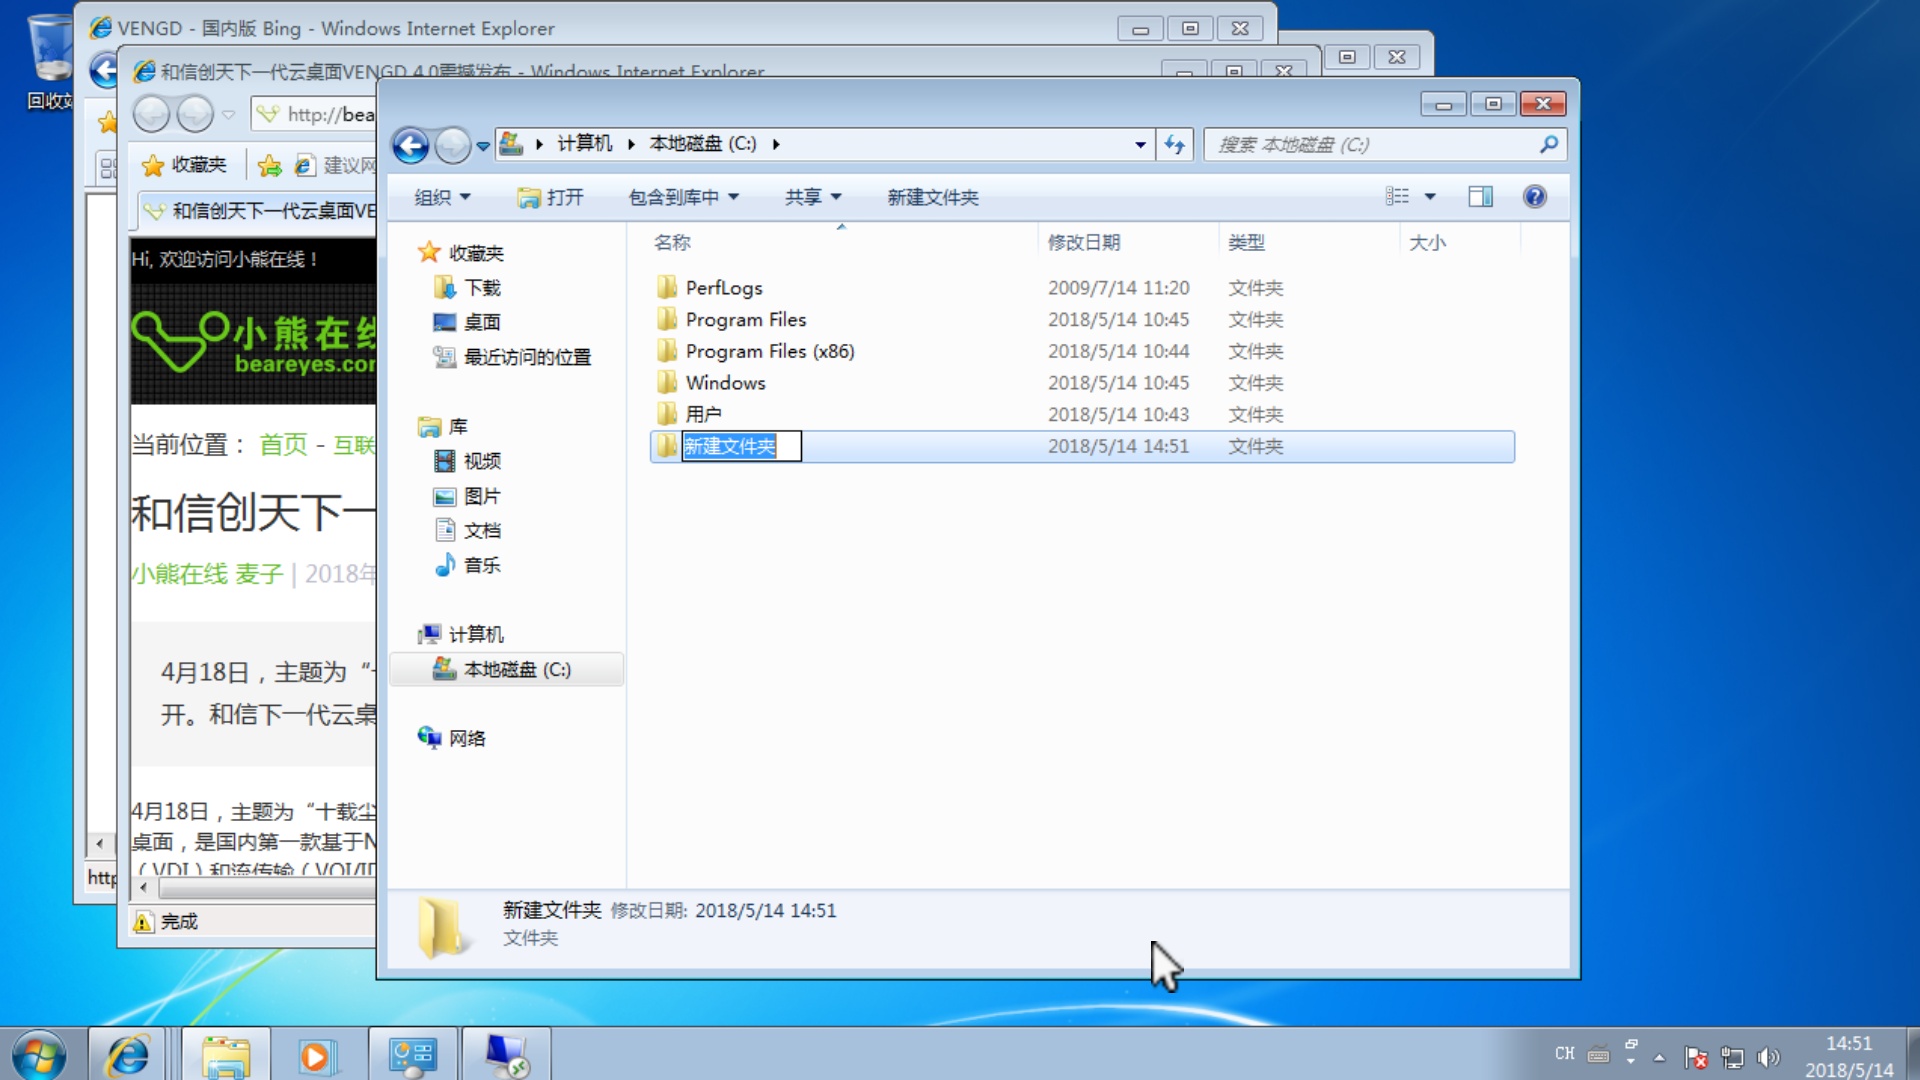 回收站
VENGD - 国内版 Bing - Windows Internet Explorer
和信创天下一代云桌面VENGD 4.0震撼发布 - Windows Internet Explorer
http://bea
收藏夹
建议网
和信创天下一代云桌面VE
Hi, 欢迎访问小熊在线！
小熊在线
beareyes.com
当前位置： 首页 - 互联
和信创天下一
小熊在线 麦子 | 2018年
4月18日，主题为“
开。和信下一代云桌
4月18日，主题为“十载尘
桌面，是国内第一款基于N
（VDI）和流传输（VOI/ID
http
完成
计算机
本地磁盘 (C:)
搜索 本地磁盘 (C:)
组织
打开
包含到库中
共享
新建文件夹
收藏夹
下载
桌面
最近访问的位置
库
视频
图片
文档
音乐
计算机
本地磁盘 (C:)
网络
名称 修改日期 类型 大小
PerfLogs 2009/7/14 11:20 文件夹
Program Files 2018/5/14 10:45 文件夹
Program Files (x86) 2018/5/14 10:44 文件夹
Windows 2018/5/14 10:45 文件夹
用户 2018/5/14 10:43 文件夹
新建文件夹 2018/5/14 14:51 文件夹
新建文件夹 修改日期: 2018/5/14 14:51
文件夹
CH
14:51
2018/5/14